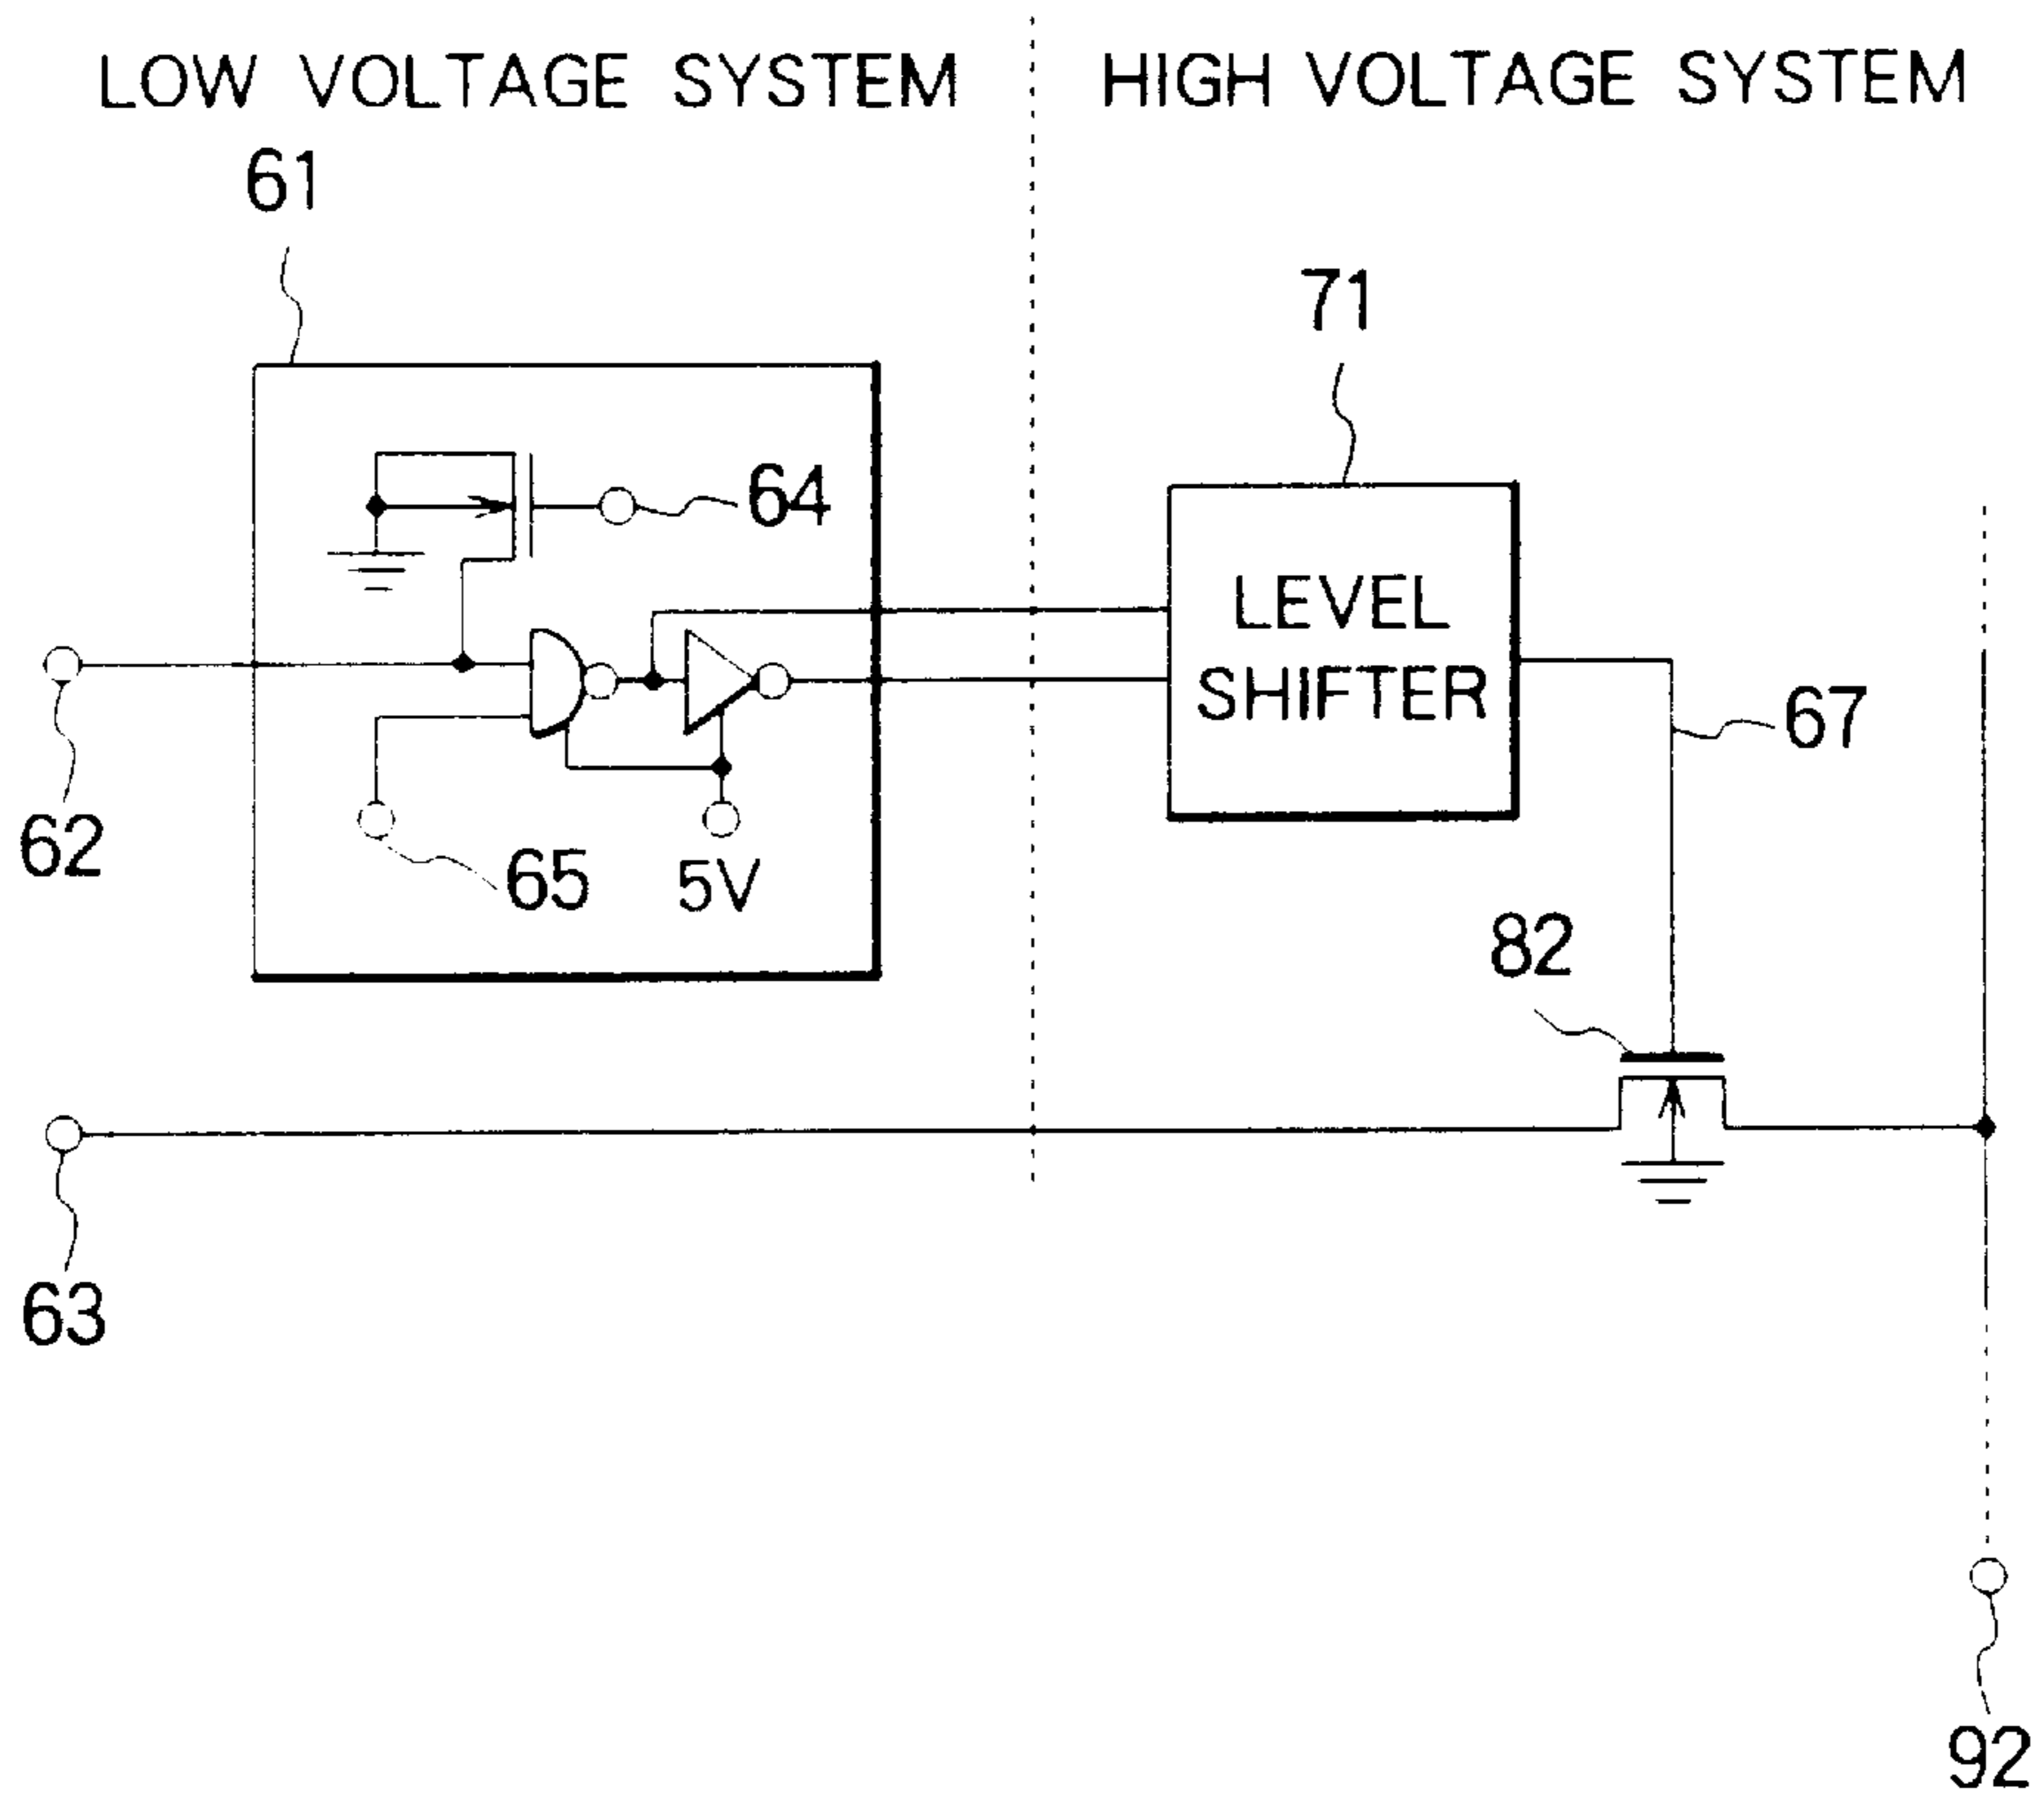 LOW VOLTAGE SYSTEM
HIGH VOLTAGE SYSTEM
61
71
64
LEVEL
SHIFTER
67
62
65
5V
82
63
92